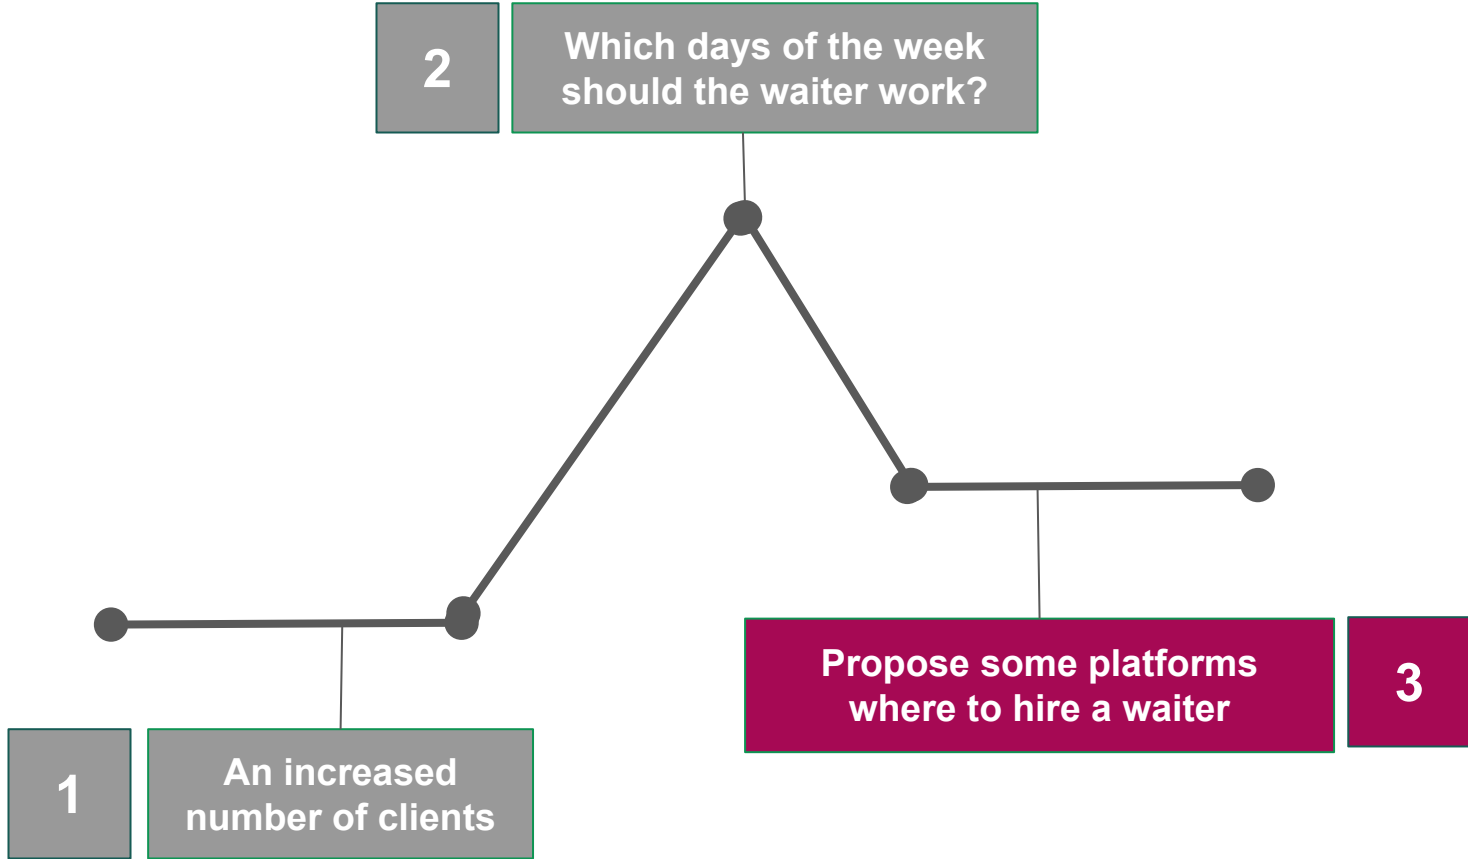 2
Which days of the week
should the waiter work?
Propose some platforms
where to hire a waiter
3
1
An increased
number of clients